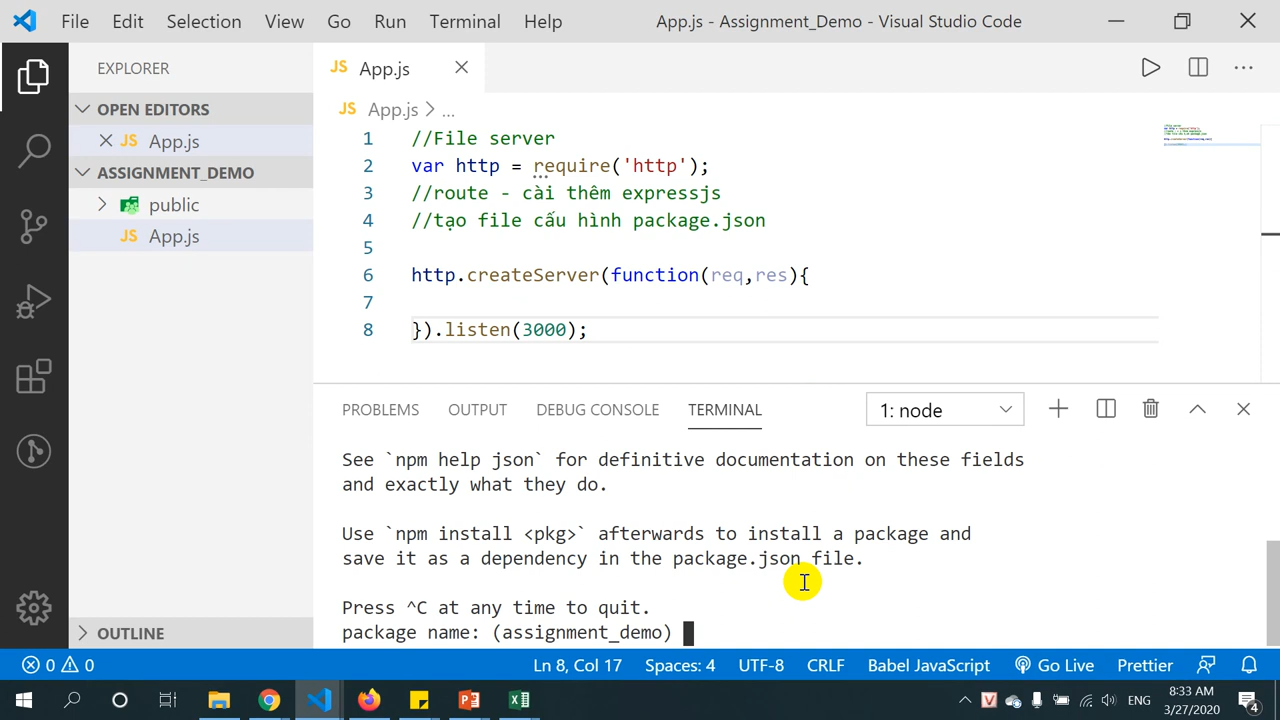 File Edit Selection View Go Run Terminal Help App.js - Assignment_Demo - Visual Studio Code
EXPLORER
OPEN EDITORS
JS App.js
ASSIGNMENT_DEMO
public
JS App.js
OUTLINE
JS App.js
JS App.js > ...
1 //File server
2 var http = require('http');
3 //route - cài thêm expressjs
4 //tạo file cấu hình package.json
5
6 http.createServer(function(req,res){
7
8 }).listen(3000);
PROBLEMS OUTPUT DEBUG CONSOLE TERMINAL 1: node
See `npm help json` for definitive documentation on these fields
and exactly what they do.
Use `npm install <pkg>` afterwards to install a package and
save it as a dependency in the package.json file.
Press ^C at any time to quit.
package name: (assignment_demo)
0 0 Ln 8, Col 17 Spaces: 4 UTF-8 CRLF Babel JavaScript Go Live Prettier
ENG 8:33 AM
3/27/2020 4